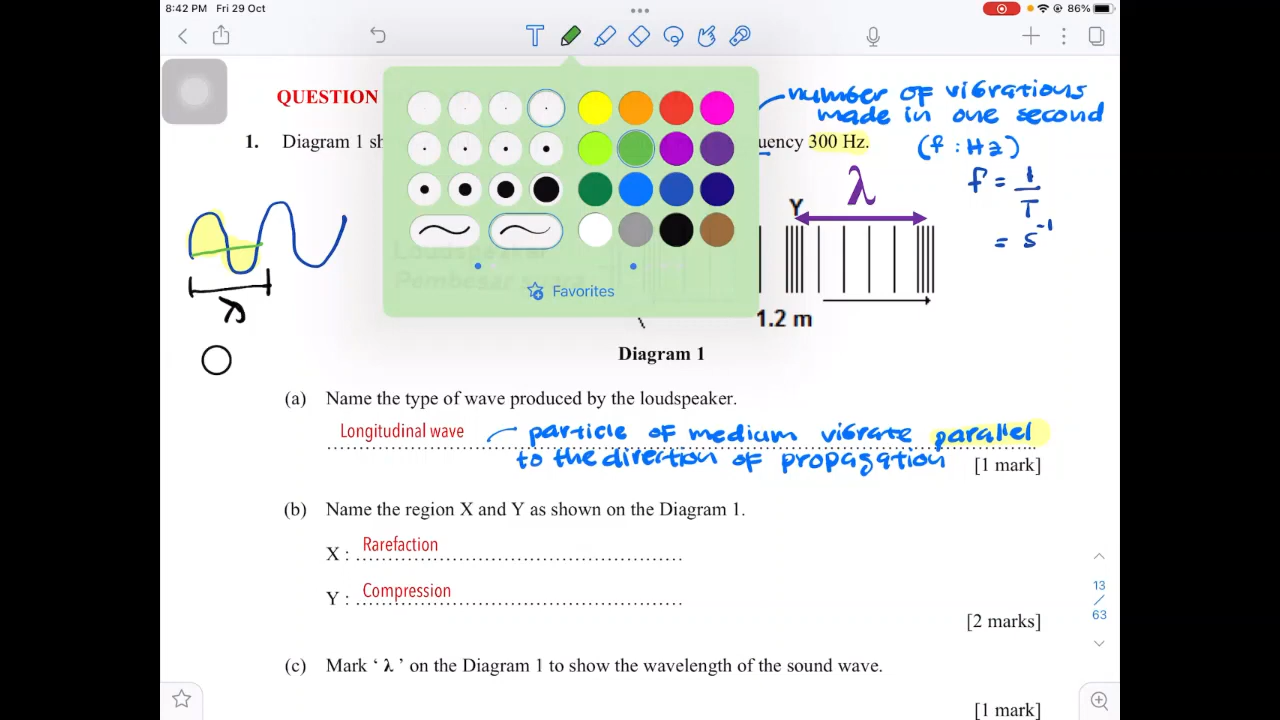 8:42 PM Fri 29 Oct
86%
T
QUESTION
number of vibrations
made in one second
1. Diagram 1 sh
uency 300 Hz.
(f : Hz)
f = 1/T
= s⁻¹
λ
Y
λ
Loudspeaker
Pembesar suara
Favorites
1.2 m
Diagram 1
(a) Name the type of wave produced by the loudspeaker.
Longitudinal wave
particle of medium vibrate parallel
to the direction of propagation
[1 mark]
(b) Name the region X and Y as shown on the Diagram 1.
X : Rarefaction
Y : Compression
[2 marks]
13
/
63
(c) Mark ‘ λ ’ on the Diagram 1 to show the wavelength of the sound wave.
[1 mark]